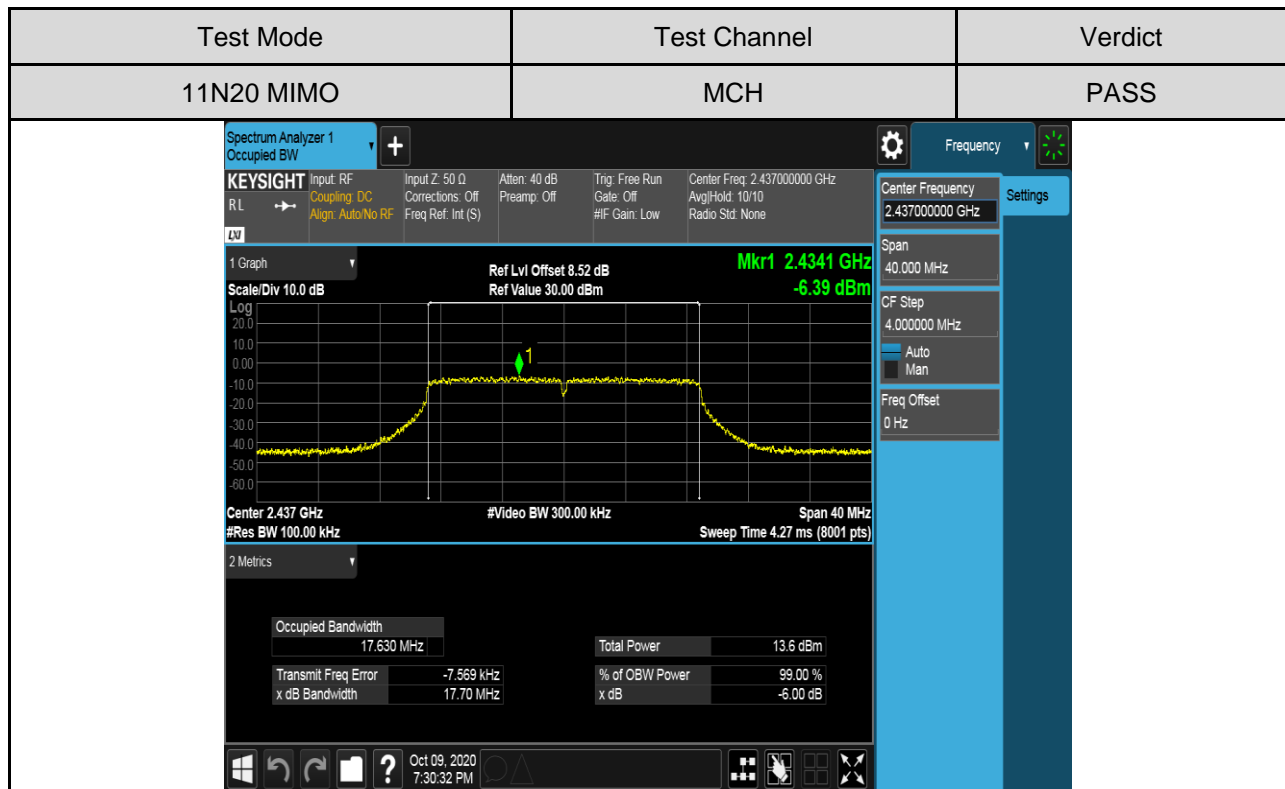 Test Mode Test Channel Verdict
11N20 MIMO MCH PASS
Spectrum Analyzer 1
Occupied BW
+
Frequency
KEYSIGHT Input: RF Input Z: 50 Ω Atten: 40 dB Trig: Free Run Center Freq: 2.437000000 GHz
RL Coupling: DC Corrections: Off Preamp: Off Gate: Off Avg|Hold: 10/10
Align: Auto/No RF Freq Ref: Int (S) #IF Gain: Low Radio Std: None
LXI
Center Frequency
2.437000000 GHz
Settings
Span
40.000 MHz
CF Step
4.000000 MHz
Auto
Man
Freq Offset
0 Hz
1 Graph Ref Lvl Offset 8.52 dB Mkr1 2.4341 GHz
Scale/Div 10.0 dB Ref Value 30.00 dBm -6.39 dBm
Log
20.0
10.0
0.00
-10.0
-20.0
-30.0
-40.0
-50.0
-60.0
1
Center 2.437 GHz #Video BW 300.00 kHz Span 40 MHz
#Res BW 100.00 kHz Sweep Time 4.27 ms (8001 pts)
2 Metrics
Occupied Bandwidth
17.630 MHz Total Power 13.6 dBm
Transmit Freq Error -7.569 kHz % of OBW Power 99.00 %
x dB Bandwidth 17.70 MHz x dB -6.00 dB
? Oct 09, 2020
7:30:32 PM